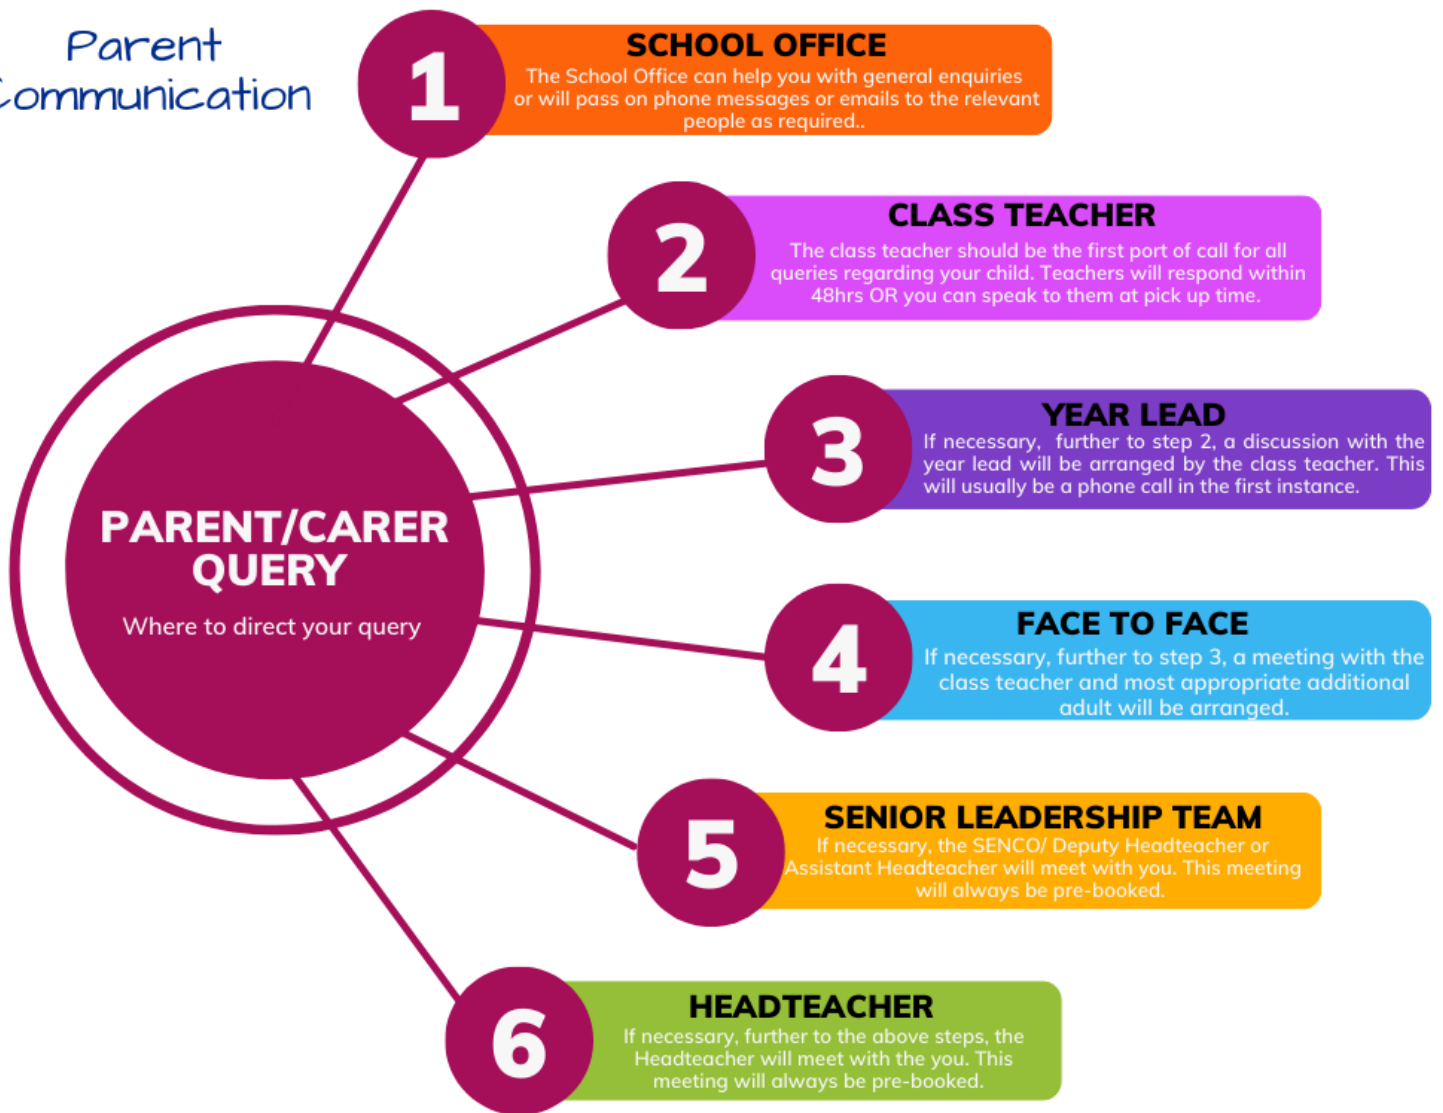 Parent
Communication
1
SCHOOL OFFICE
The School Office can help you with general enquiries
or will pass on phone messages or emails to the relevant
people as required..
2
CLASS TEACHER
The class teacher should be the first port of call for all
queries regarding your child. Teachers will respond within
48hrs OR you can speak to them at pick up time.
3
YEAR LEAD
If necessary, further to step 2, a discussion with the
year lead will be arranged by the class teacher. This
will usually be a phone call in the first instance.
PARENT/CARER
QUERY
Where to direct your query
4
FACE TO FACE
If necessary, further to step 3, a meeting with the
class teacher and most appropriate additional
adult will be arranged.
5
SENIOR LEADERSHIP TEAM
If necessary, the SENCO/ Deputy Headteacher or
Assistant Headteacher will meet with you. This meeting
will always be pre-booked.
6
HEADTEACHER
If necessary, further to the above steps, the
Headteacher will meet with the you. This
meeting will always be pre-booked.